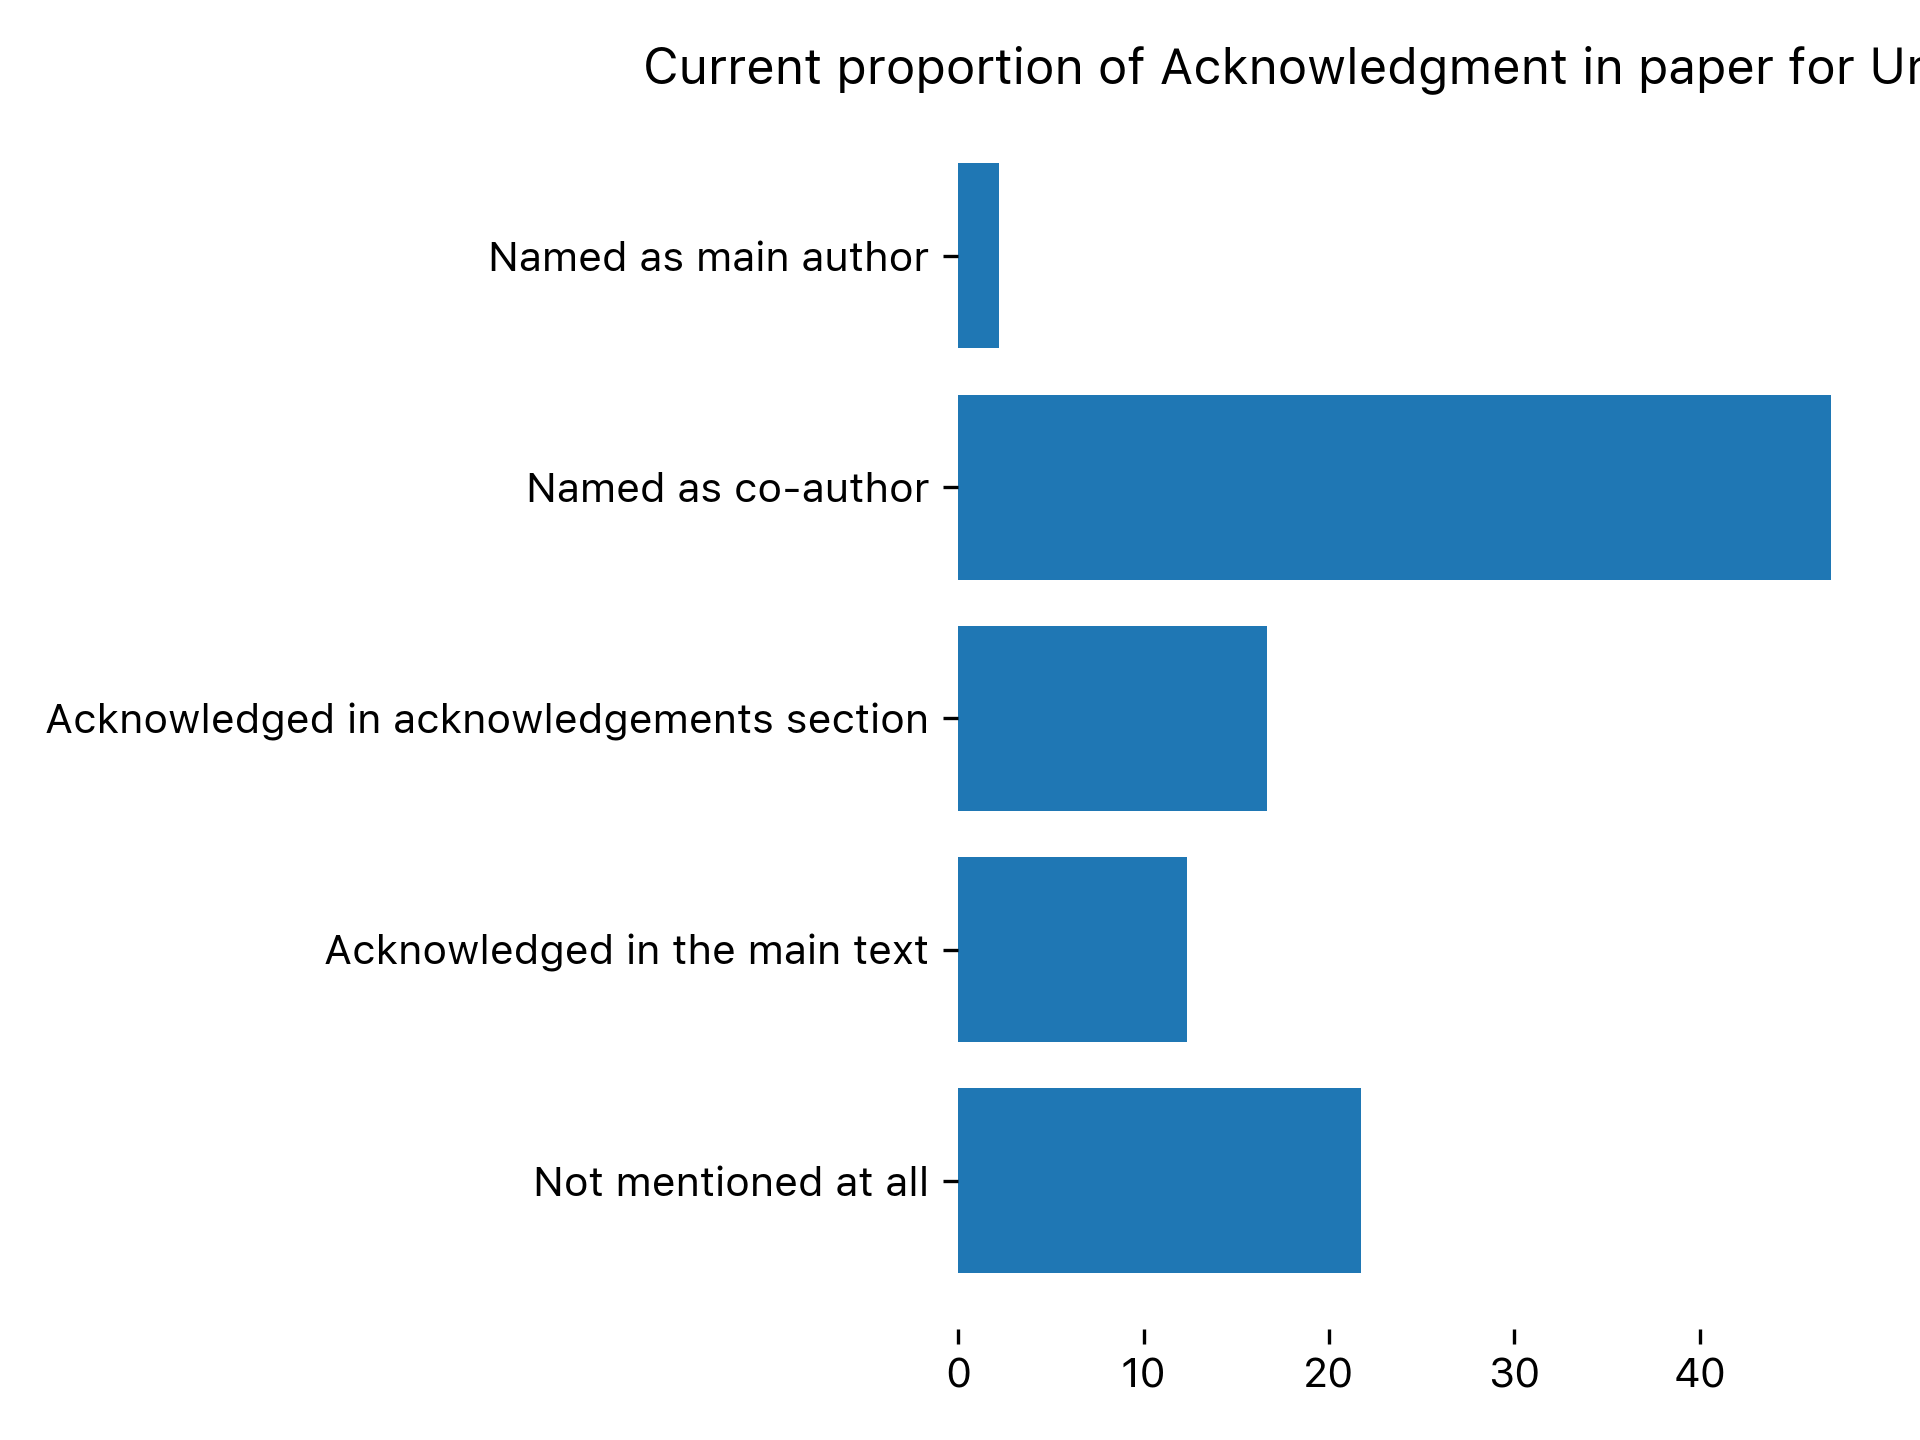 Current proportion of Acknowledgment in paper for
Named as main author
Named as co-author
Acknowledged in acknowledgements section
Acknowledged in the main text
Not mentioned at all
0 10 20 30 40